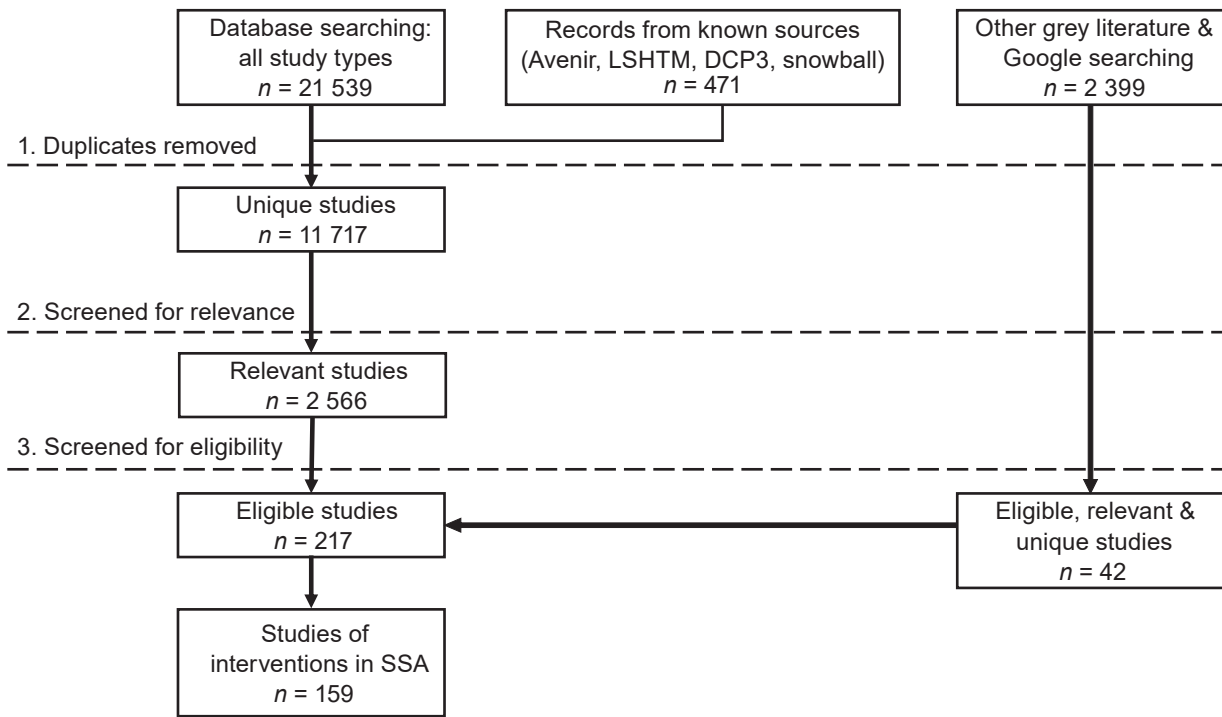 Database searching:
all study types
n = 21 539
Records from known sources
(Avenir, LSHTM, DCP3, snowball)
n = 471
Other grey literature &
Google searching
n = 2 399
1. Duplicates removed
Unique studies
n = 11 717
2. Screened for relevance
Relevant studies
n = 2 566
3. Screened for eligibility
Eligible studies
n = 217
Eligible, relevant &
unique studies
n = 42
Studies of
interventions in SSA
n = 159